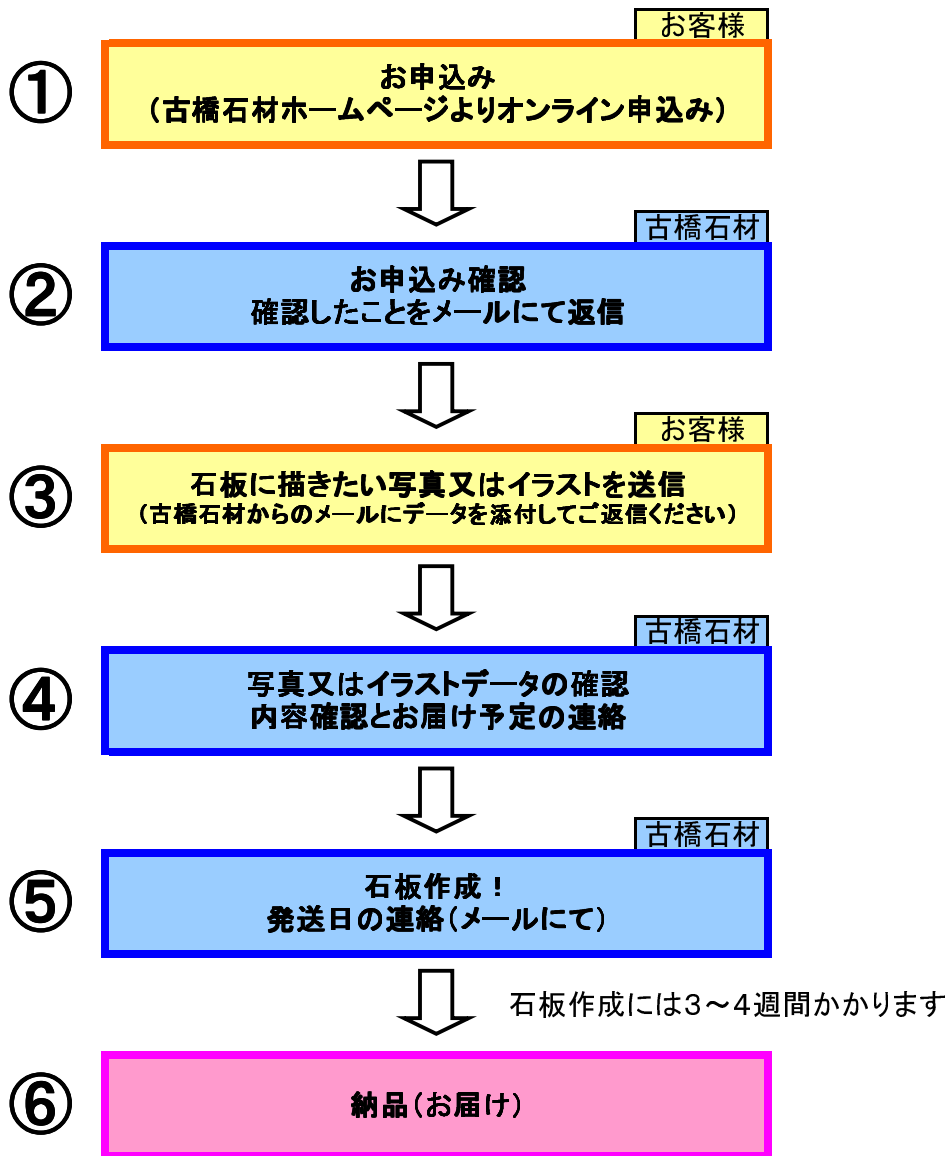 お客様
①
お申込み
(古橋石材ホームページよりオンライン申込み)
古橋石材
②
お申込み確認
確認したことをメールにて返信
お客様
③
石板に描きたい写真又はイラストを送信
(古橋石材からのメールにデータを添付してご返信ください)
古橋石材
④
写真又はイラストデータの確認
内容確認とお届け予定の連絡
古橋石材
⑤
石板作成！
発送日の連絡(メールにて)
石板作成には３～４週間かかります
⑥
納品(お届け)